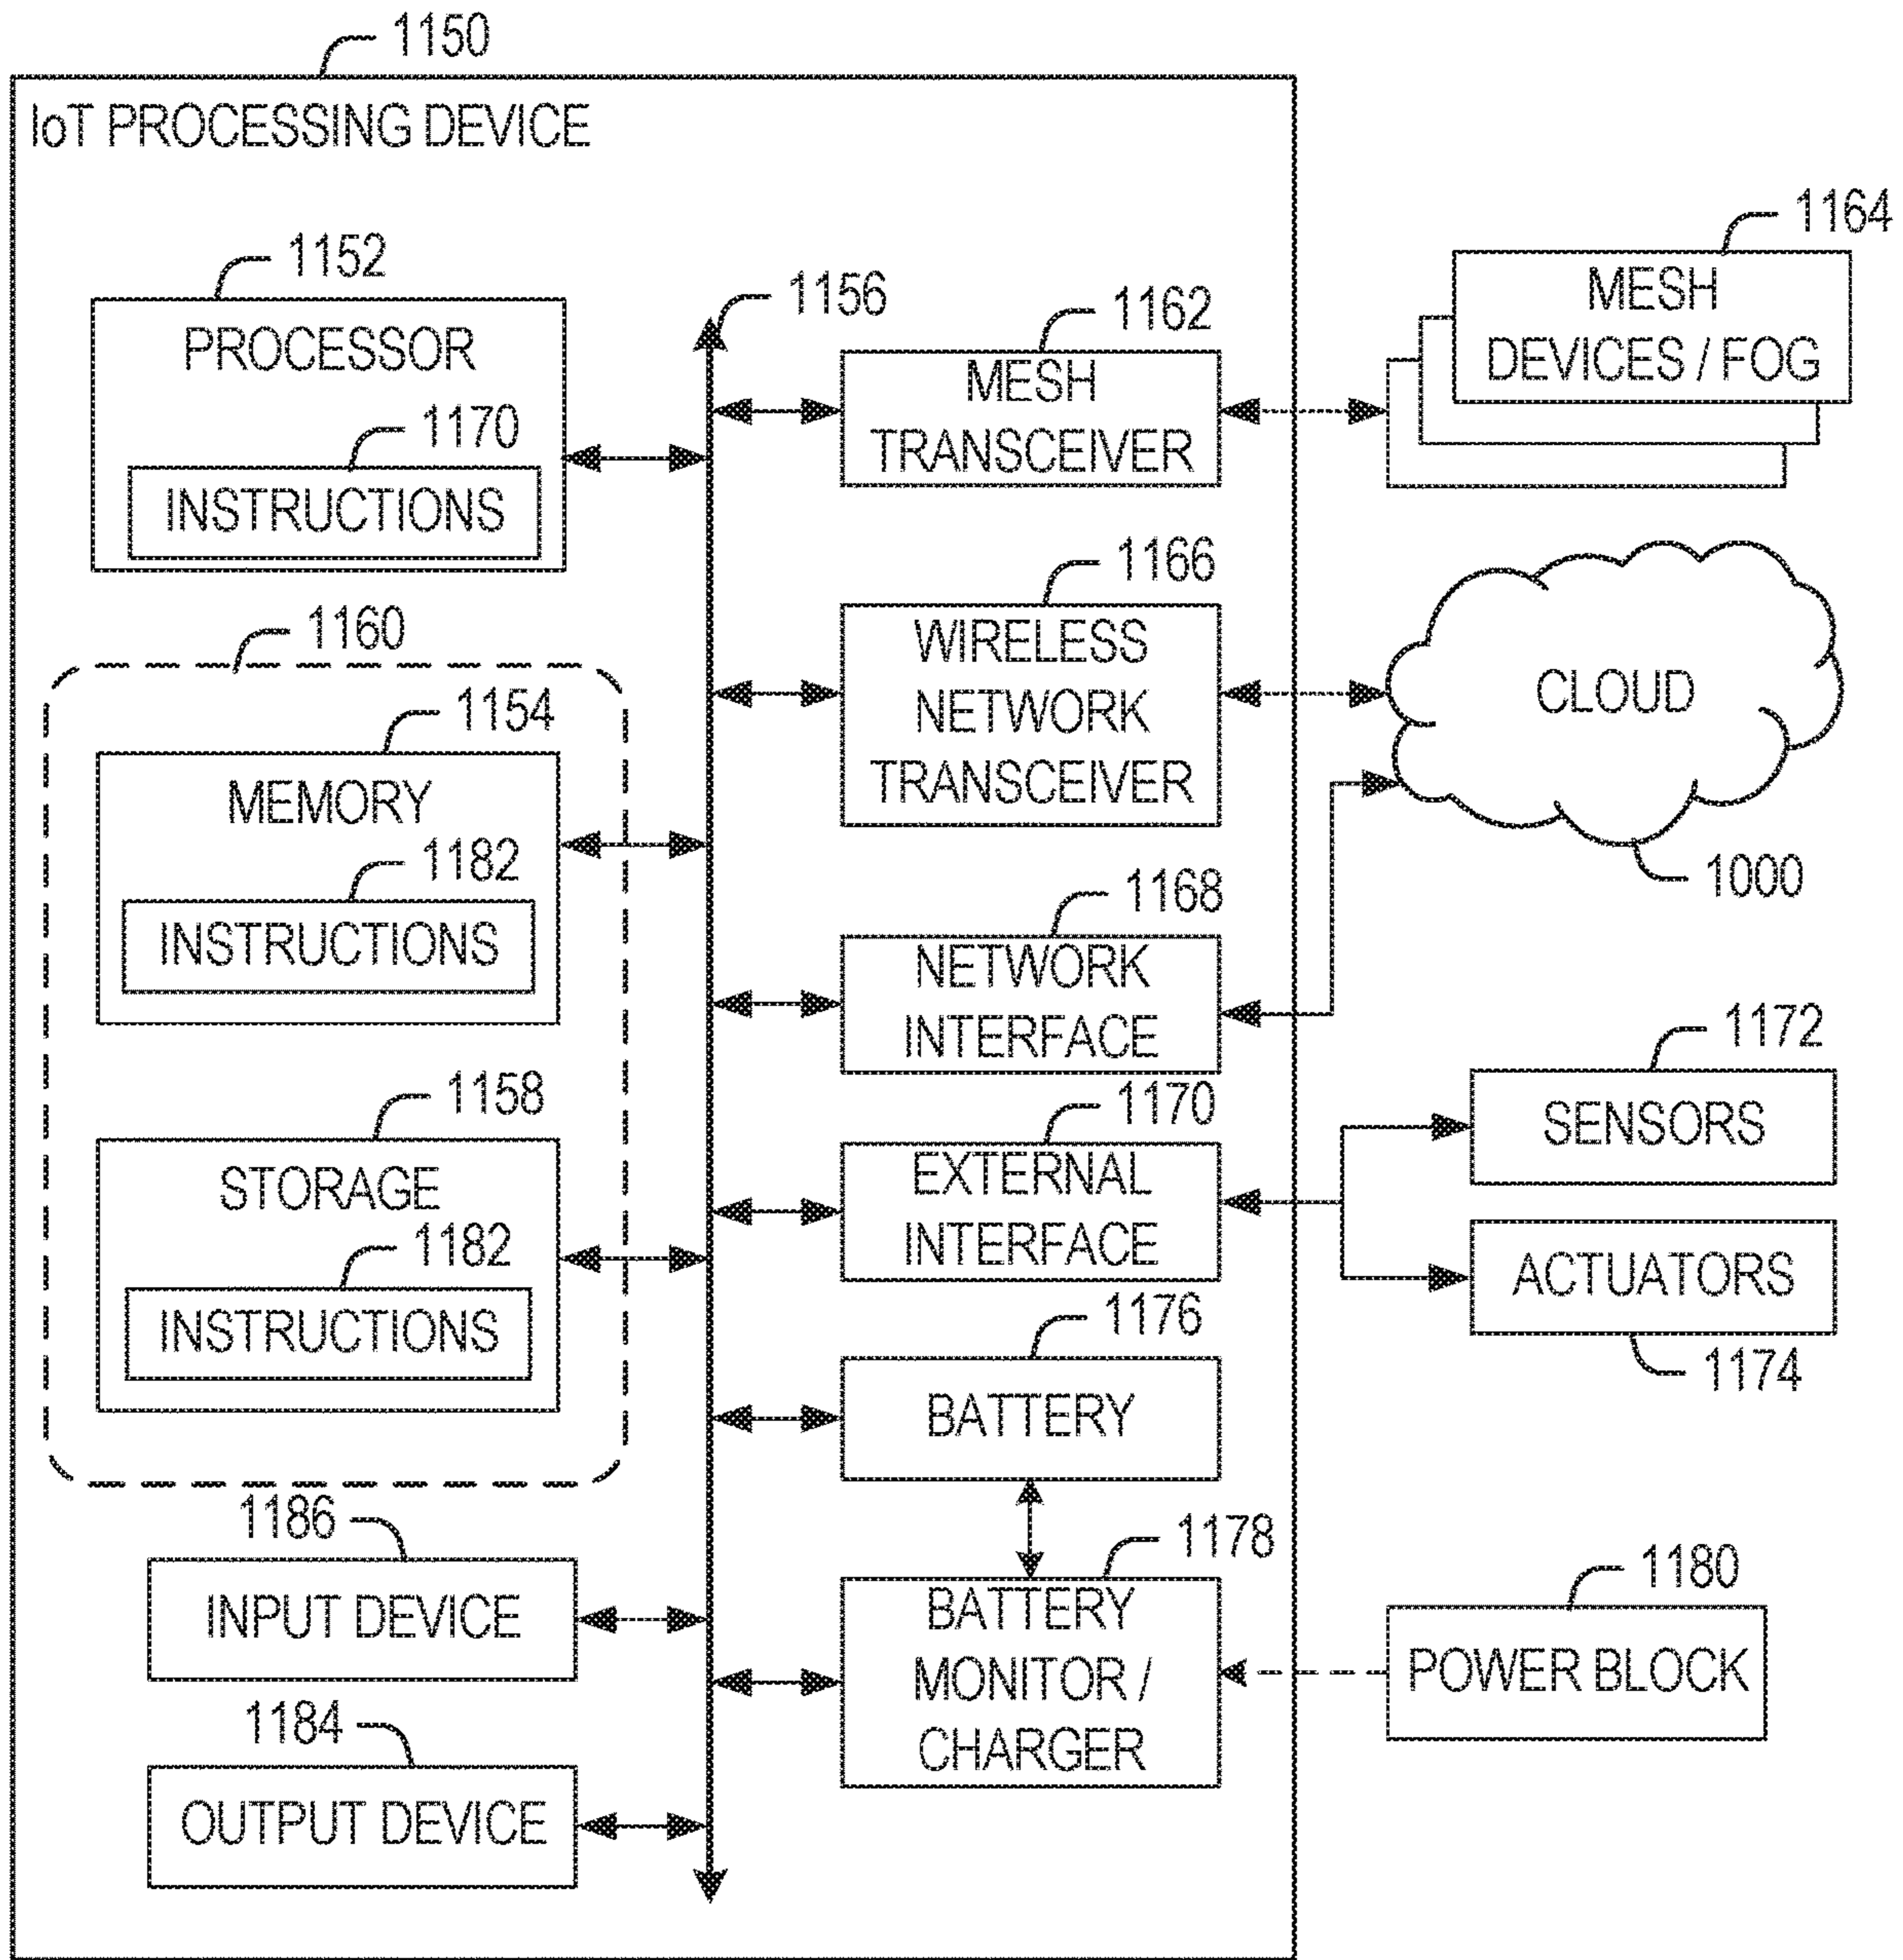 1150
IoT PROCESSING DEVICE
1152
PROCESSOR
1170
INSTRUCTIONS
1160
1154
MEMORY
1182
INSTRUCTIONS
1158
STORAGE
1182
INSTRUCTIONS
1186
INPUT DEVICE
1184
OUTPUT DEVICE
1156
1162
MESH
TRANSCEIVER
1166
WIRELESS
NETWORK
TRANSCEIVER
1168
NETWORK
INTERFACE
1170
EXTERNAL
INTERFACE
1176
BATTERY
1178
BATTERY
MONITOR /
CHARGER
1164
MESH
DEVICES / FOG
CLOUD
1000
1172
SENSORS
ACTUATORS
1174
1180
POWER BLOCK